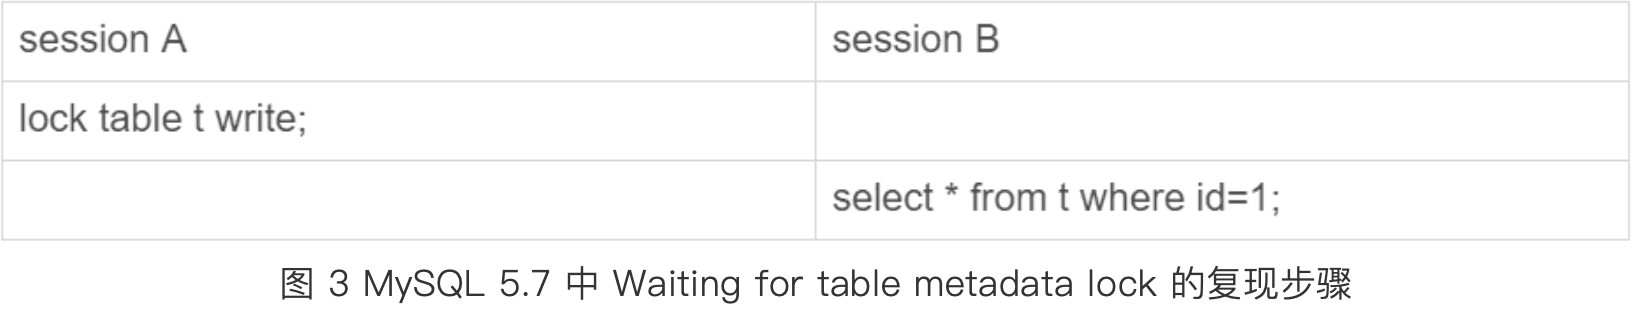 session A
session B
lock table t write;
select * from t where id=1;
图 3 MySQL 5.7 中 Waiting for table metadata lock 的复现步骤